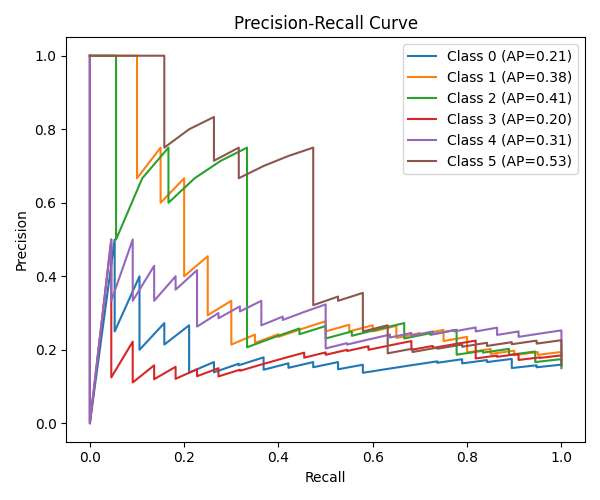 Precision-Recall Curve
Class 0 (AP=0.21)
Class 1 (AP=0.38)
Class 2 (AP=0.41)
Class 3 (AP=0.20)
Class 4 (AP=0.31)
Class 5 (AP=0.53)
Precision
1.0
0.8
0.6
0.4
0.2
0.0
0.0 0.2 0.4 0.6 0.8 1.0
Recall